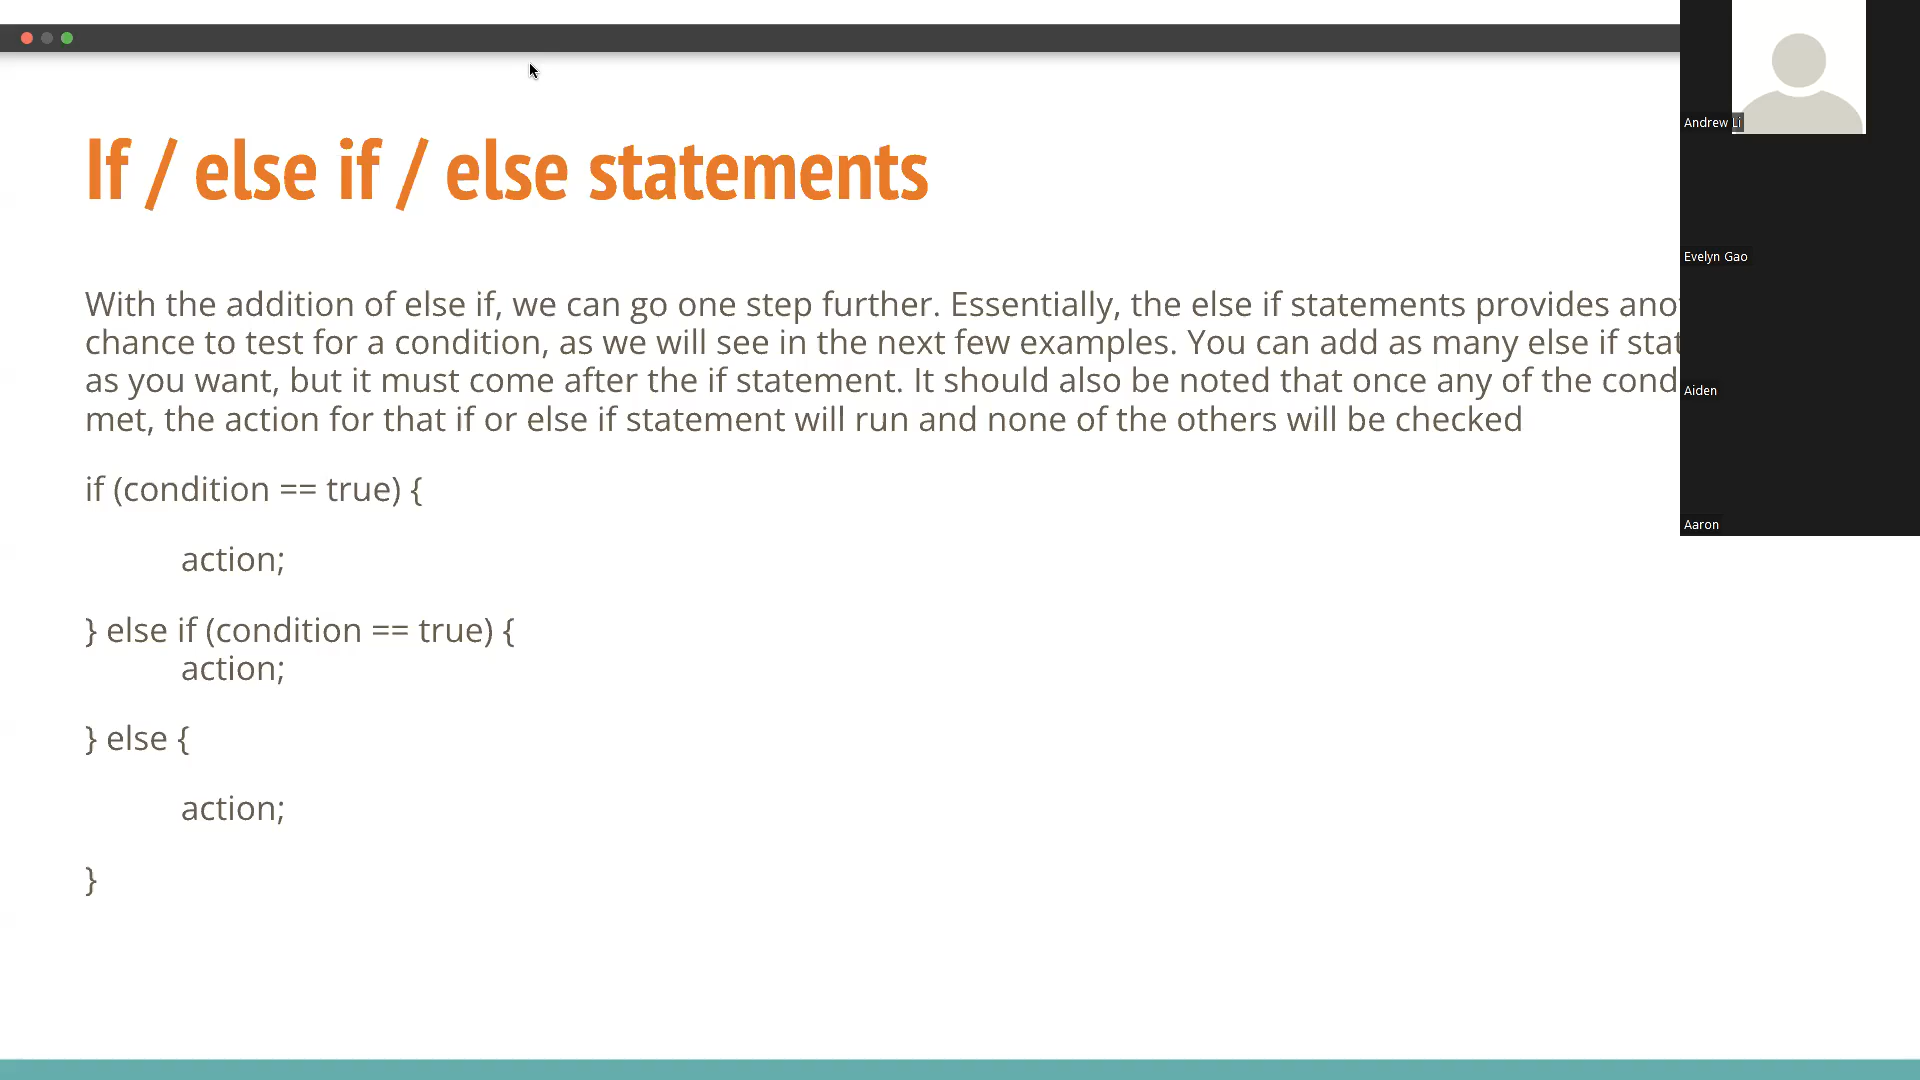 If / else if / else statements
With the addition of else if, we can go one step further. Essentially, the else if statements provides
chance to test for a condition, as we will see in the next few examples. You can add as many else if
as you want, but it must come after the if statement. It should also be noted that once any of the
met, the action for that if or else if statement will run and none of the others will be checked
if (condition == true) {
action;
} else if (condition == true) {
action;
} else {
action;
}
Andrew Li
Evelyn Gao
Aiden
Aaron